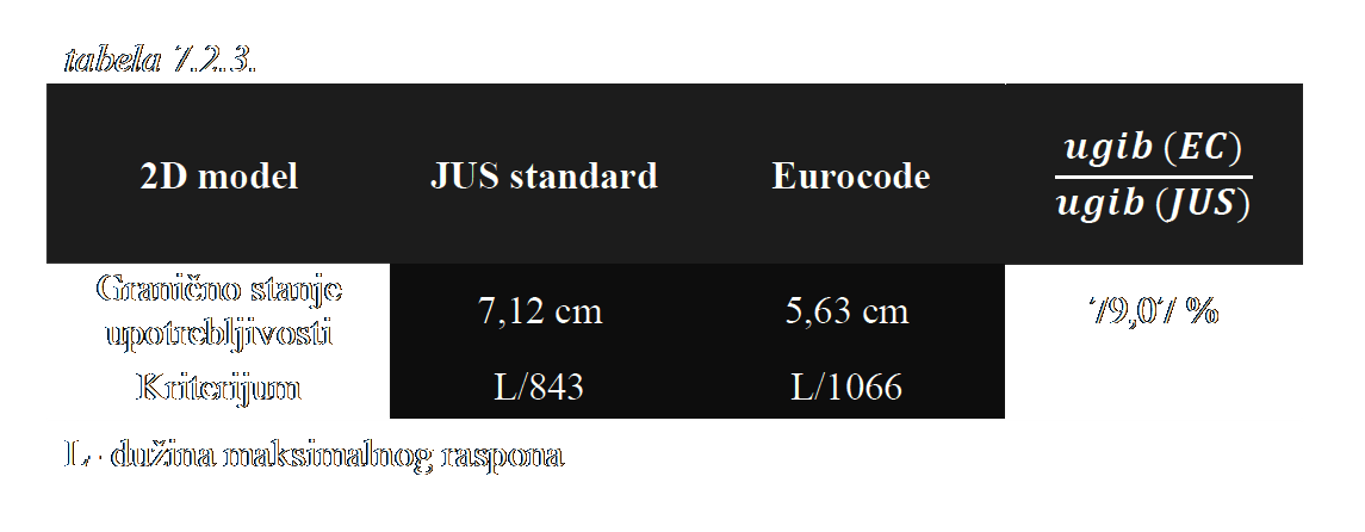 tabela 7.2.3.
2D model JUS standard Eurocode ugib (EC)
ugib (JUS)
Granično stanje
upotrebljivosti 7,12 cm 5,63 cm 79,07 %
Kriterijum L/843 L/1066
L- dužina maksimalnog raspona